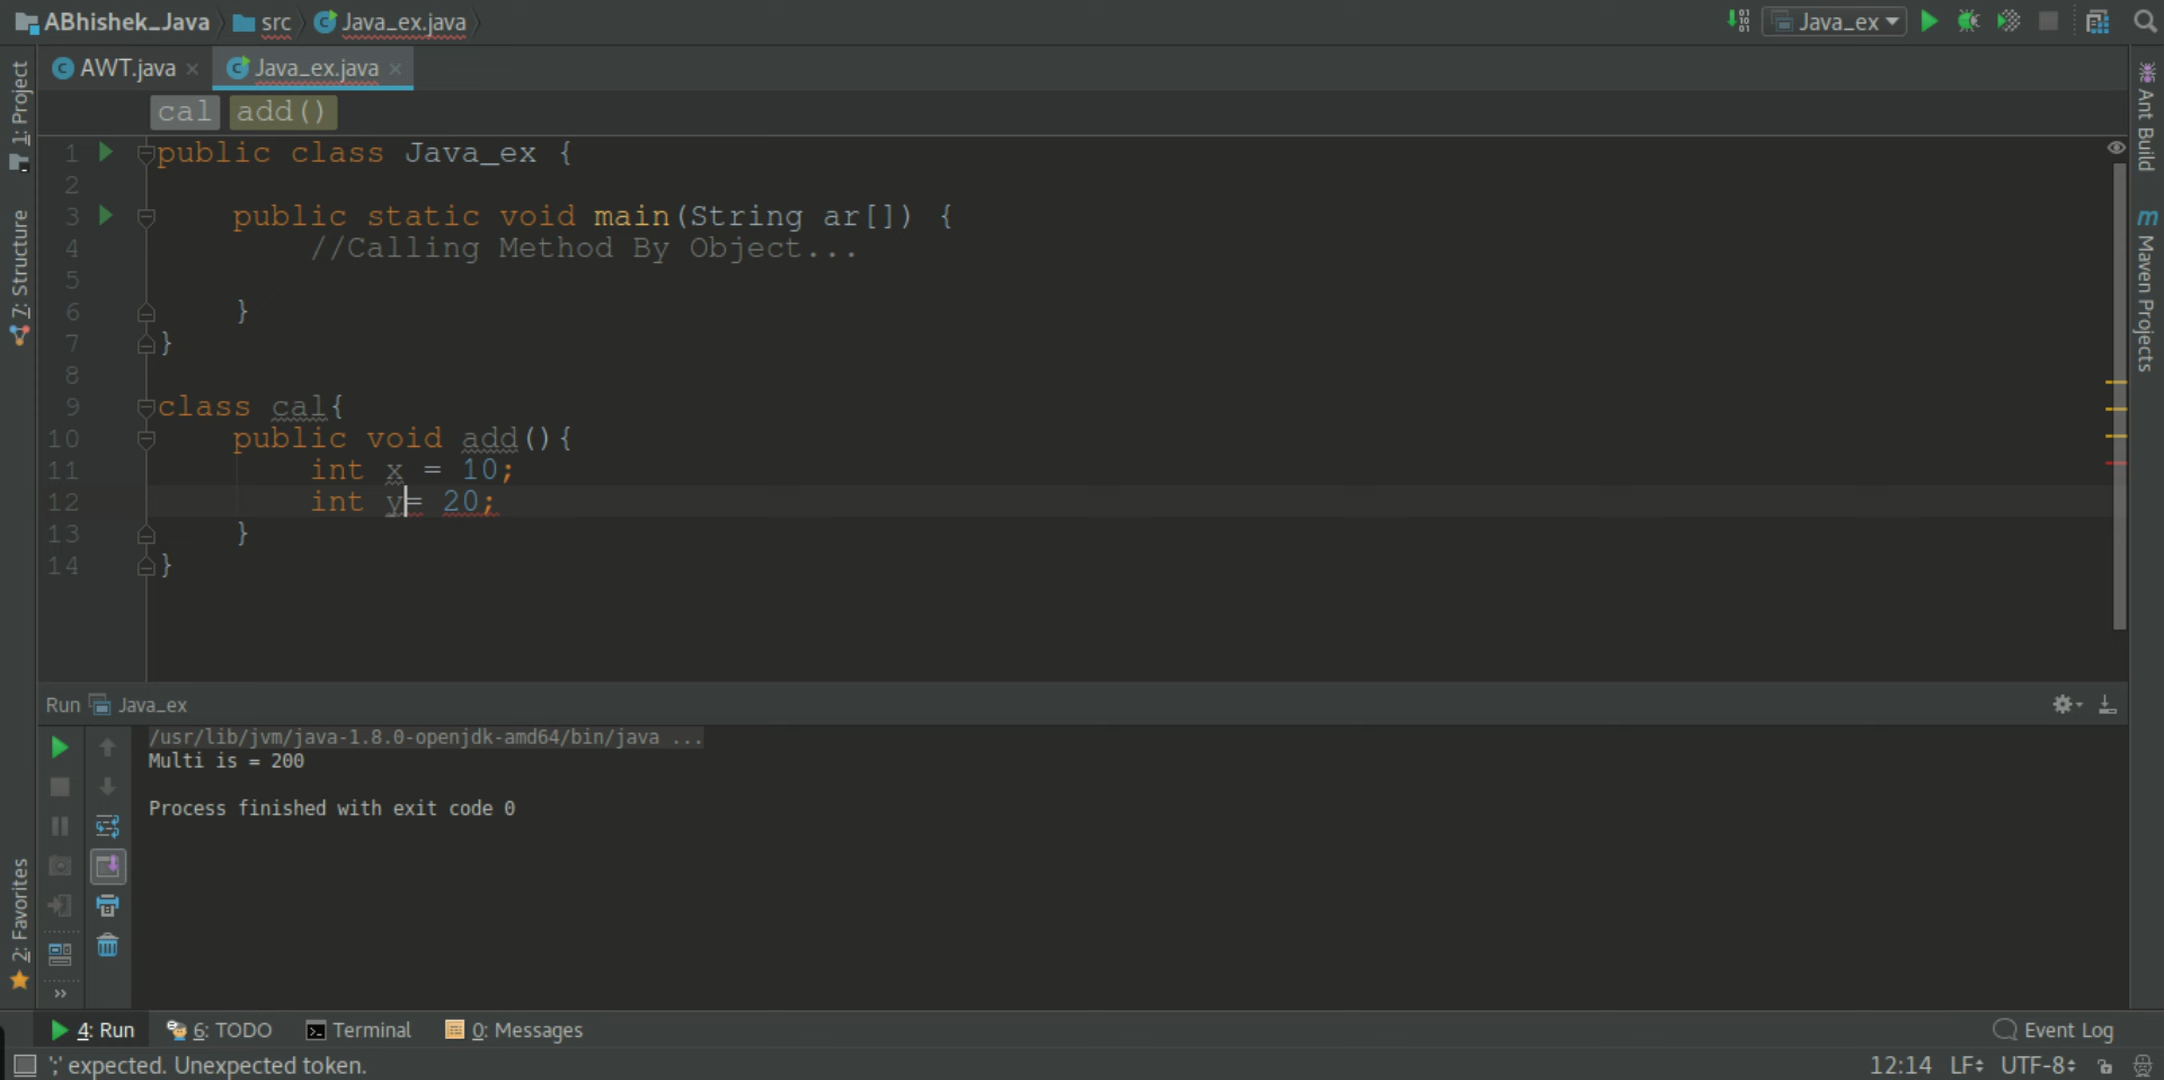 ABhishek_Java src Java_ex.java Java_ex
AWT.java Java_ex.java
cal add()
1 public class Java_ex {
2
3 public static void main(String ar[]) {
4 //Calling Method By Object...
5
6 }
7 }
8
9 class cal{
10 public void add(){
11 int x = 10;
12 int y= 20;
13 }
14 }
1: Project
7: Structure
2: Favorites
Ant Build
m Maven Projects
Run Java_ex
/usr/lib/jvm/java-1.8.0-openjdk-amd64/bin/java ...
Multi is = 200
Process finished with exit code 0
4: Run 6: TODO Terminal 0: Messages Event Log
';' expected. Unexpected token. 12:14 LF UTF-8